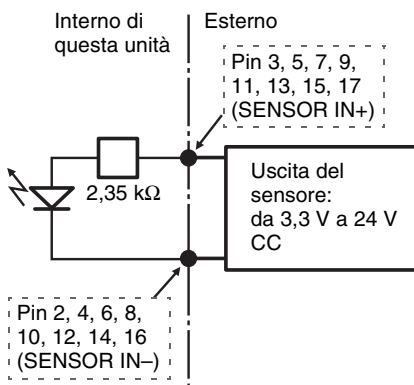 Interno di
questa unità
Esterno
Pin 3, 5, 7, 9,
11, 13, 15, 17
(SENSOR IN+)
2,35 kΩ
Uscita del
sensore:
da 3,3 V a 24 V
CC
Pin 2, 4, 6, 8,
10, 12, 14, 16
(SENSOR IN–)